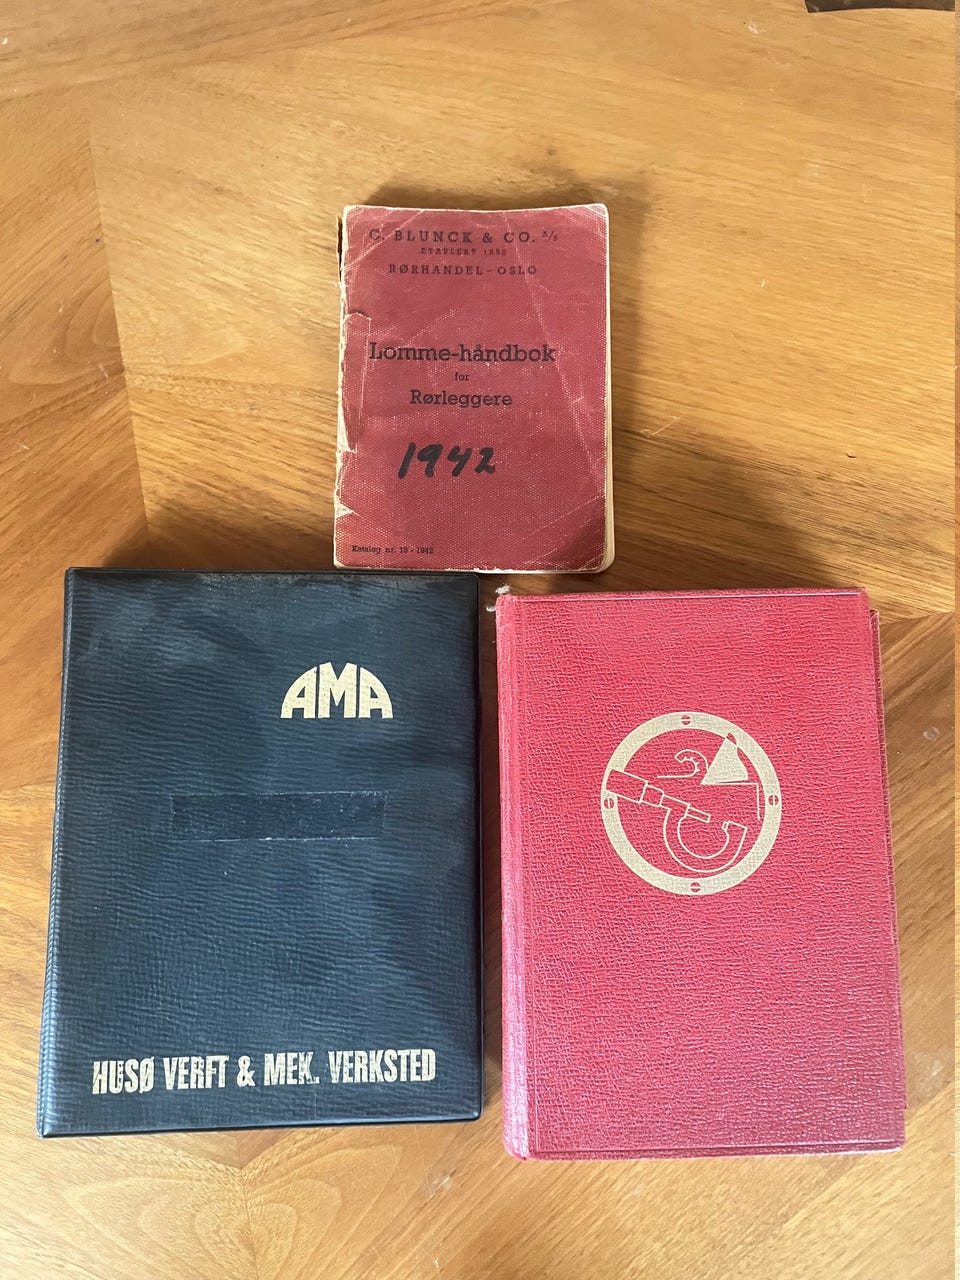 C. BLUNCK & CO. A/S
ETABLERT 1898
RØRHANDEL-OSLO
Lomme-håndbok
for
Rørleggere
1942
Katalog nr. 19 - 1942
AMA
HUSØ VERFT & MEK. VERKSTED